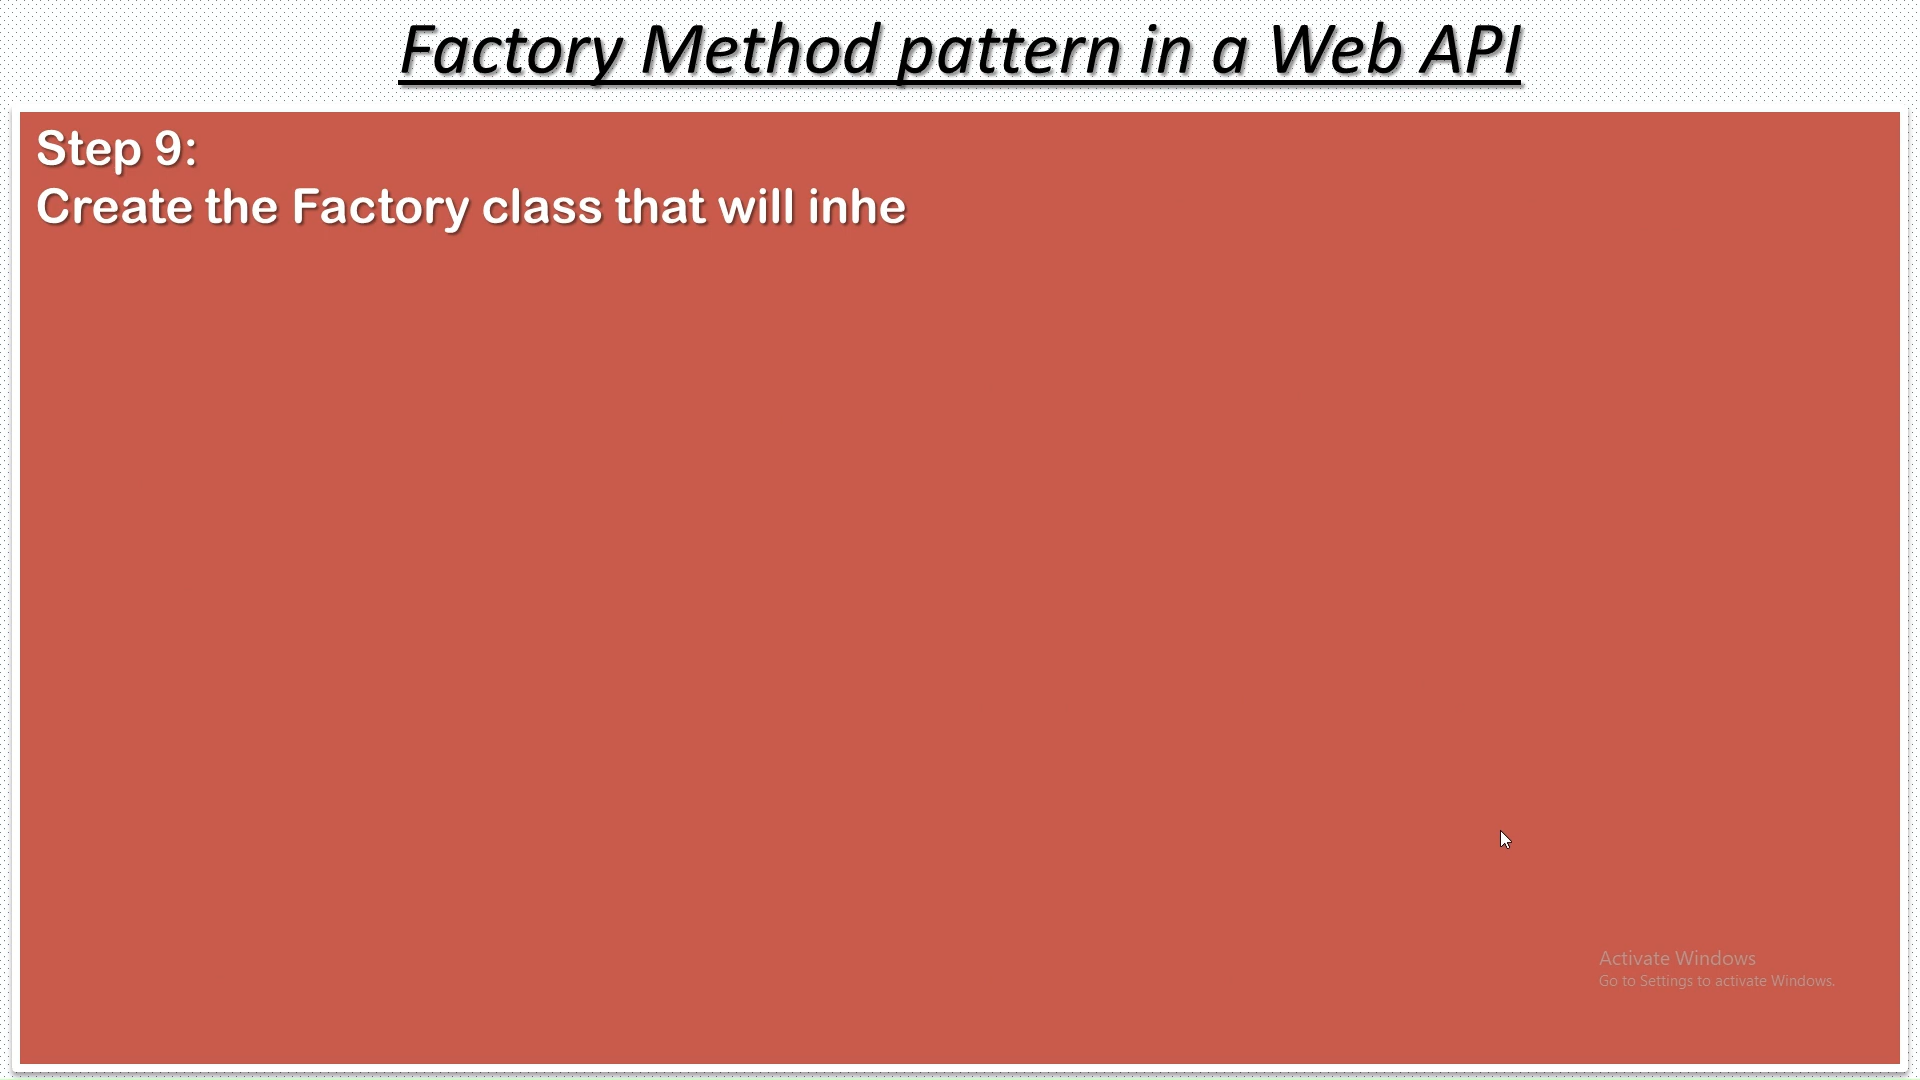 Factory Method pattern in a Web API
Step 9:
Create the Factory class that will inhe
Activate Windows
Go to Settings to activate Windows.